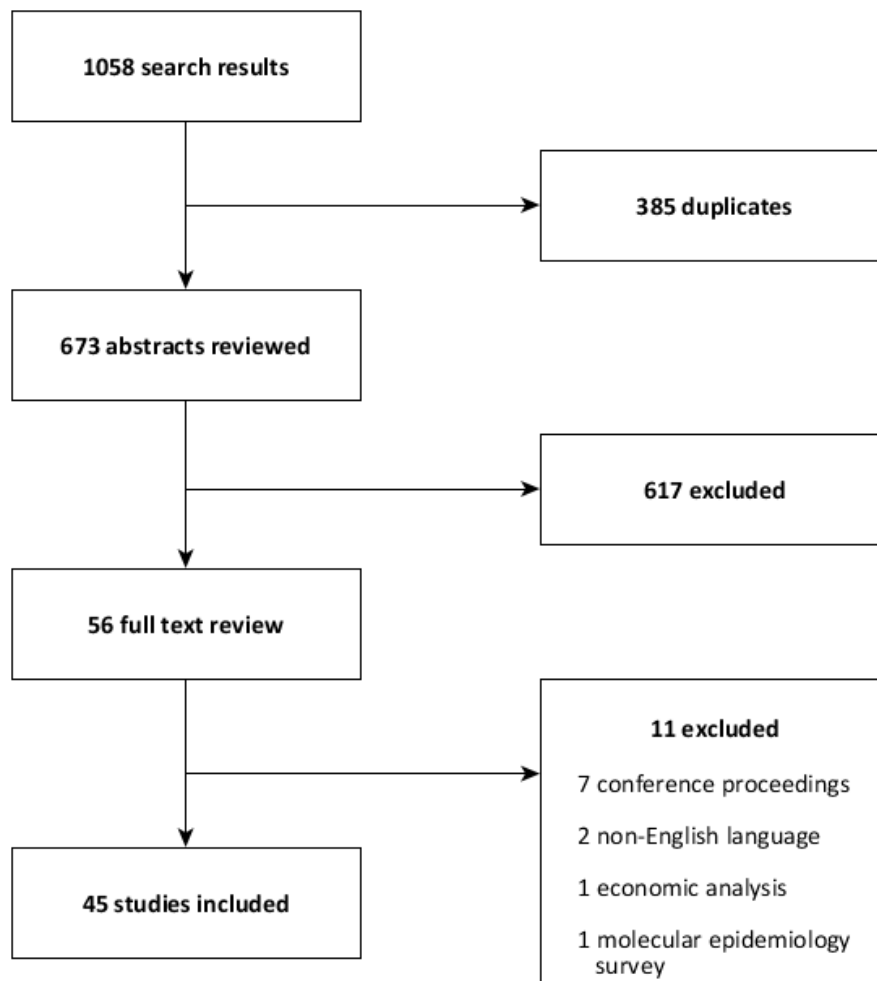 1058 search results
385 duplicates
673 abstracts reviewed
617 excluded
56 full text review
11 excluded
7 conference proceedings
2 non-English language
1 economic analysis
1 molecular epidemiology
survey
45 studies included